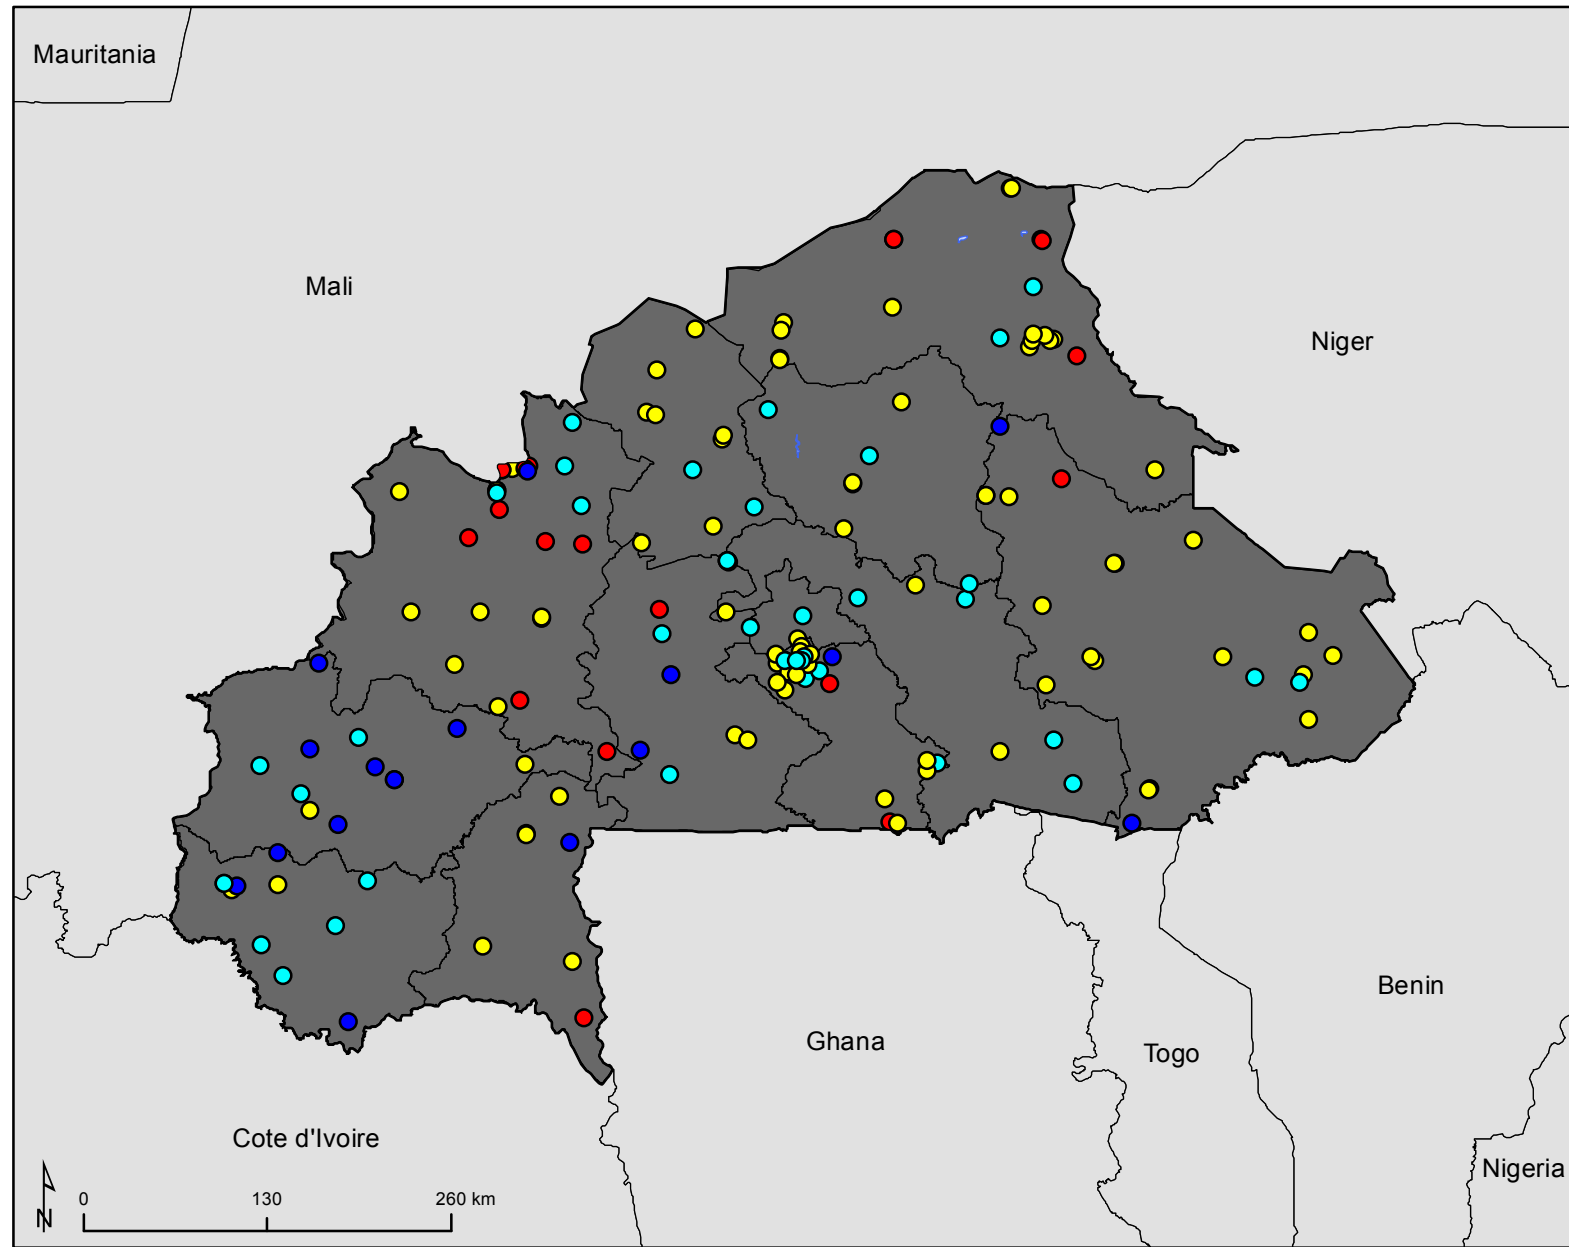 Mauritania
Mali
Niger
Benin
Ghana
Togo
Cote d'Ivoire
Nigeria
0 130 260 km
N